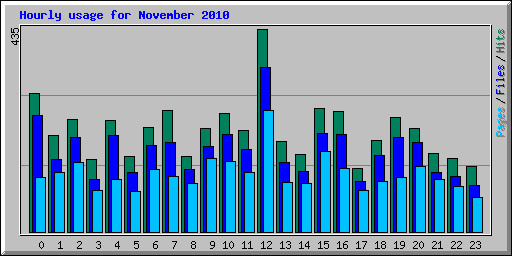 Hourly usage for November 2010
435
Pages/Files/Hits
0 1 2 3 4 5 6 7 8 9 10 11 12 13 14 15 16 17 18 19 20 21 22 23